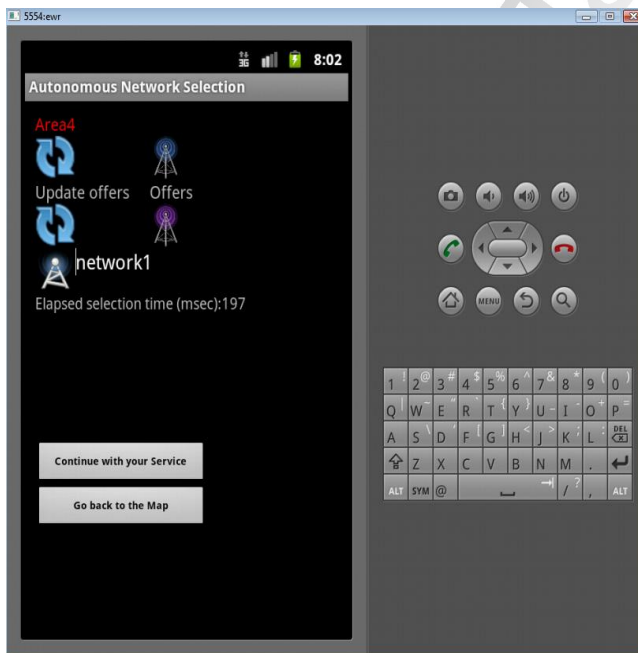 5554:ewr
3G 8:02
Autonomous Network Selection
Area4
Update offers Offers
network1
Elapsed selection time (msec):197
Continue with your Service
Go back to the Map
MENU
1 ! 2 @ 3 # 4 $ 5 % 6 ^ 7 & 8 * 9 ( 0 )
Q | W ~ E " R ` T { Y } U - I - O + P =
A S \ D ' F [ G ] H < J > K ; L : DEL
Z X C V B N M .
ALT SYM @ / ? , ALT